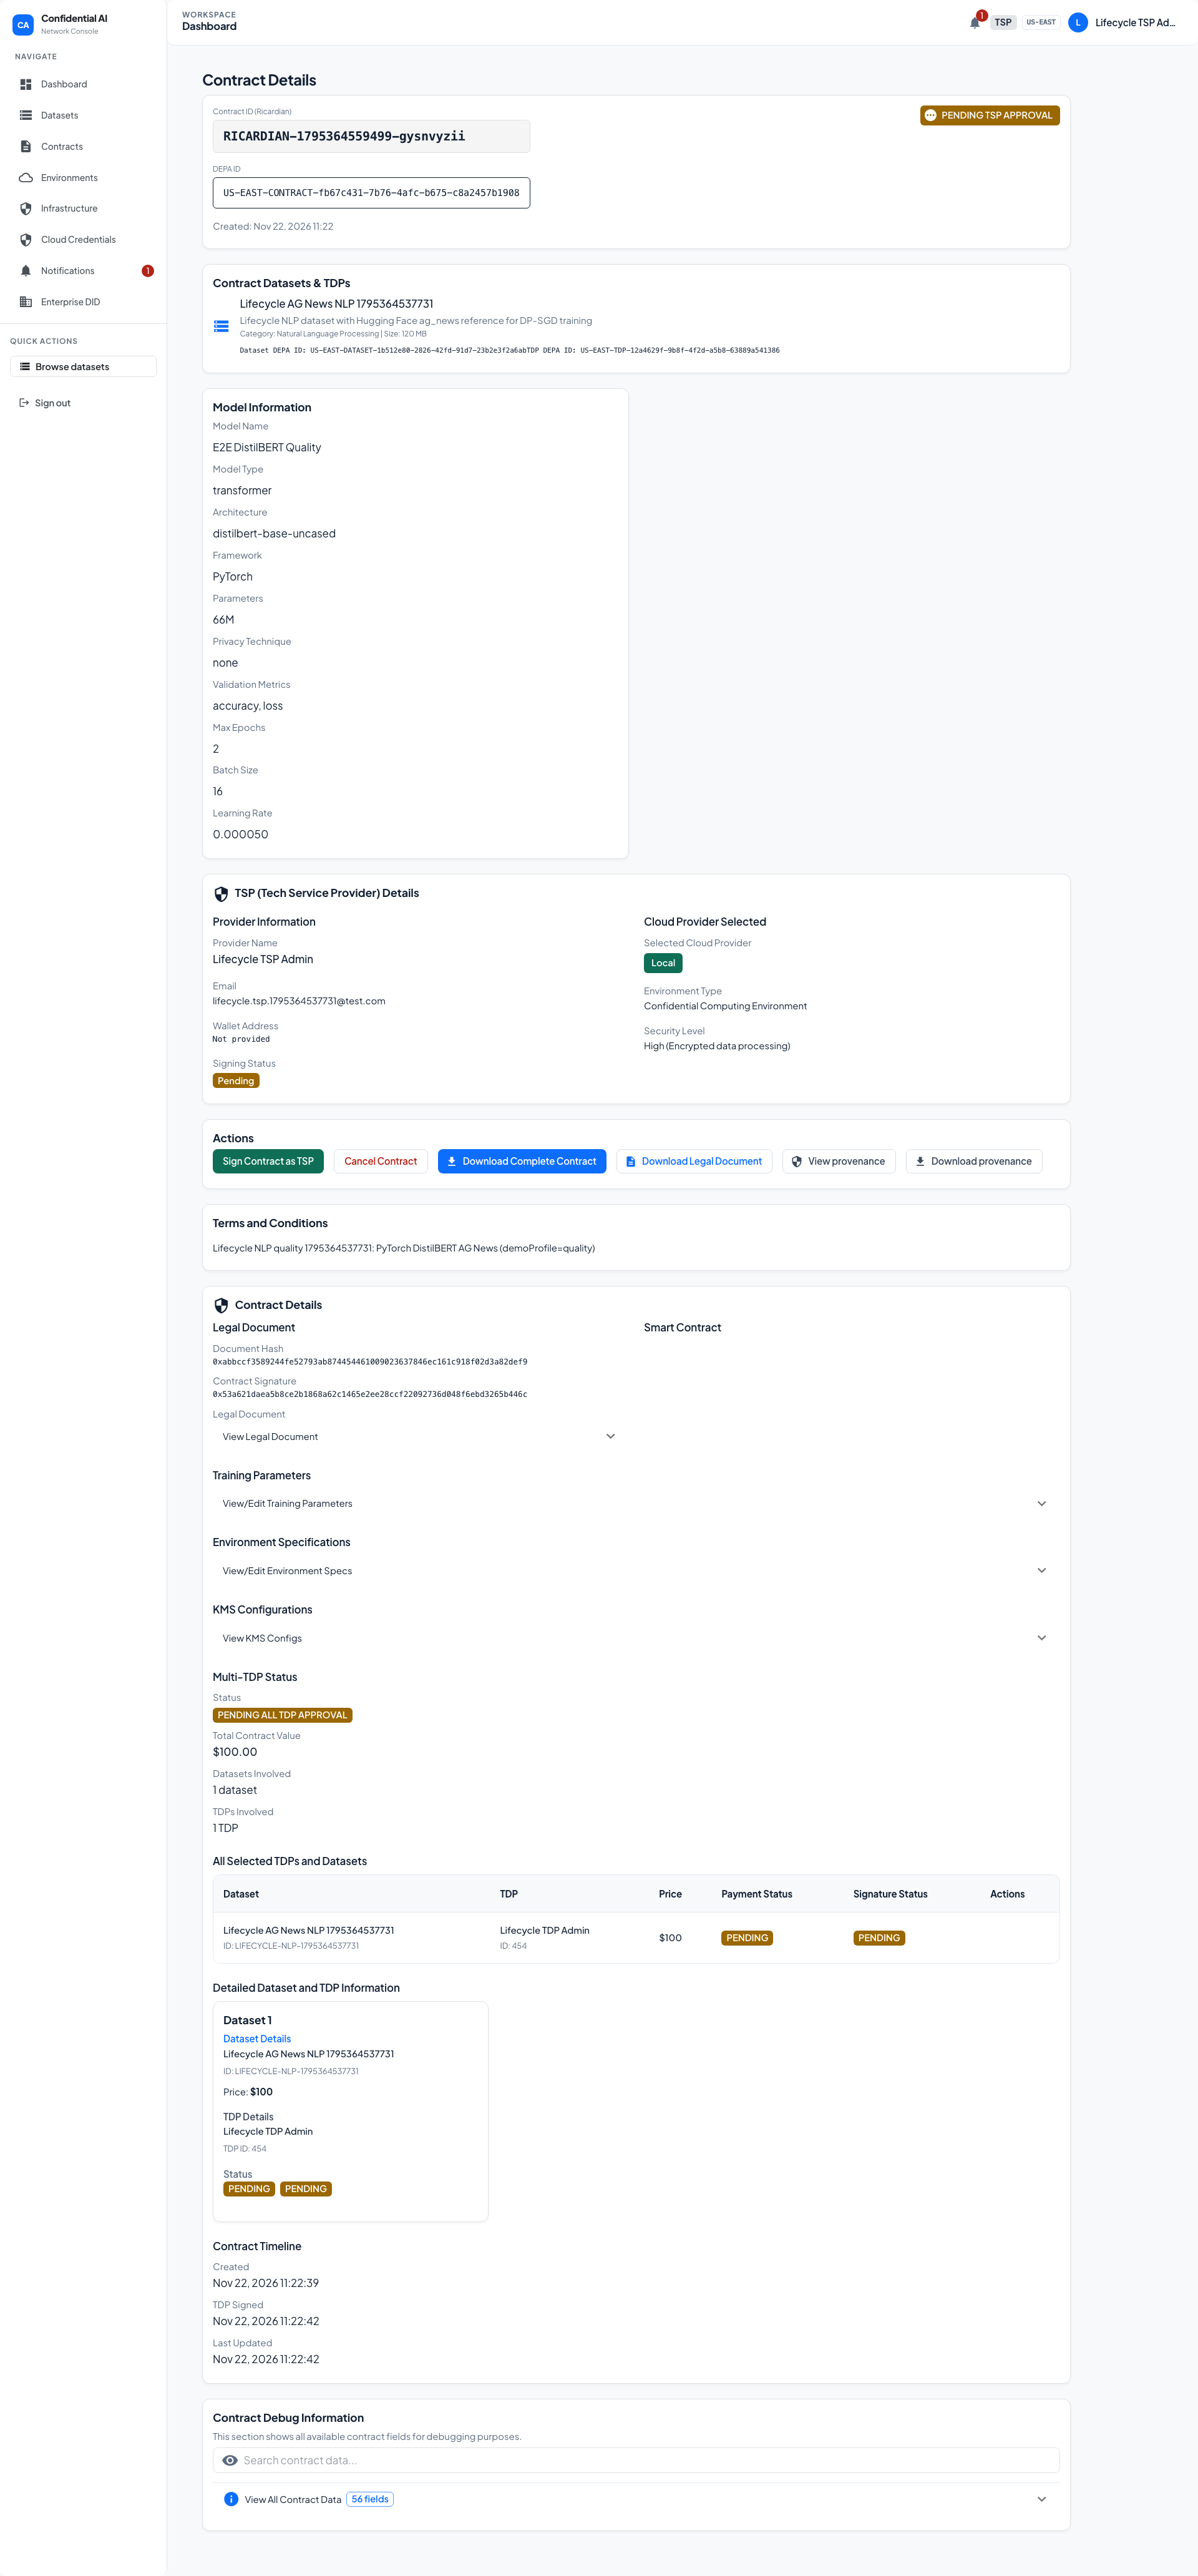 CA
Confidential AI
Network Console
NAVIGATE
Dashboard
Datasets
Contracts
Environments
Infrastructure
Cloud Credentials
Notifications
1
Enterprise DID
QUICK ACTIONS
Browse datasets
Sign out
WORKSPACE
Dashboard
1
TSP
US-EAST
L
Lifecycle TSP Ad...
Contract Details
Contract ID (Ricardian)
RICARDIAN-1795364559499-gysnvyzii
PENDING TSP APPROVAL
DEPA ID
US-EAST-CONTRACT-fb67c431-7b76-4afc-b675-c8a2457b1908
Created: Nov 22, 2026 11:22
Contract Datasets & TDPs
Lifecycle AG News NLP 1795364537731
Lifecycle NLP dataset with Hugging Face ag_news reference for DP-SGD training
Category: Natural Language Processing | Size: 120 MB
Dataset DEPA ID: US-EAST-DATASET-1b512e80-2826-42fd-91d7-23b2e3f2a6abTDP DEPA ID: US-EAST-TDP-12a4629f-9b8f-4f2d-a5b8-63889a541386
Model Information
Model Name
E2E DistilBERT Quality
Model Type
transformer
Architecture
distilbert-base-uncased
Framework
PyTorch
Parameters
66M
Privacy Technique
none
Validation Metrics
accuracy, loss
Max Epochs
2
Batch Size
16
Learning Rate
0.000050
TSP (Tech Service Provider) Details
Provider Information
Provider Name
Lifecycle TSP Admin
Email
lifecycle.tsp.1795364537731@test.com
Wallet Address
Not provided
Signing Status
Pending
Cloud Provider Selected
Selected Cloud Provider
Local
Environment Type
Confidential Computing Environment
Security Level
High (Encrypted data processing)
Actions
Sign Contract as TSP
Cancel Contract
Download Complete Contract
Download Legal Document
View provenance
Download provenance
Terms and Conditions
Lifecycle NLP quality 1795364537731: PyTorch DistilBERT AG News (demoProfile=quality)
Contract Details
Legal Document
Smart Contract
Document Hash
0xabbccf3589244fe52793ab874454461009023637846ec161c918f02d3a82def9
Contract Signature
0x53a621daea5b8ce2b1868a62c1465e2ee28ccf22092736d048f6ebd3265b446c
Legal Document
View Legal Document
Training Parameters
View/Edit Training Parameters
Environment Specifications
View/Edit Environment Specs
KMS Configurations
View KMS Configs
Multi-TDP Status
Status
PENDING ALL TDP APPROVAL
Total Contract Value
$100.00
Datasets Involved
1 dataset
TDPs Involved
1 TDP
All Selected TDPs and Datasets
Dataset TDP Price Payment Status Signature Status Actions
Lifecycle AG News NLP 1795364537731 Lifecycle TDP Admin $100 PENDING PENDING
ID: LIFECYCLE-NLP-1795364537731 ID: 454
Detailed Dataset and TDP Information
Dataset 1
Dataset Details
Lifecycle AG News NLP 1795364537731
ID: LIFECYCLE-NLP-1795364537731
Price: $100
TDP Details
Lifecycle TDP Admin
TDP ID: 454
Status
PENDING PENDING
Contract Timeline
Created
Nov 22, 2026 11:22:39
TDP Signed
Nov 22, 2026 11:22:42
Last Updated
Nov 22, 2026 11:22:42
Contract Debug Information
This section shows all available contract fields for debugging purposes.
Search contract data...
View All Contract Data 56 fields